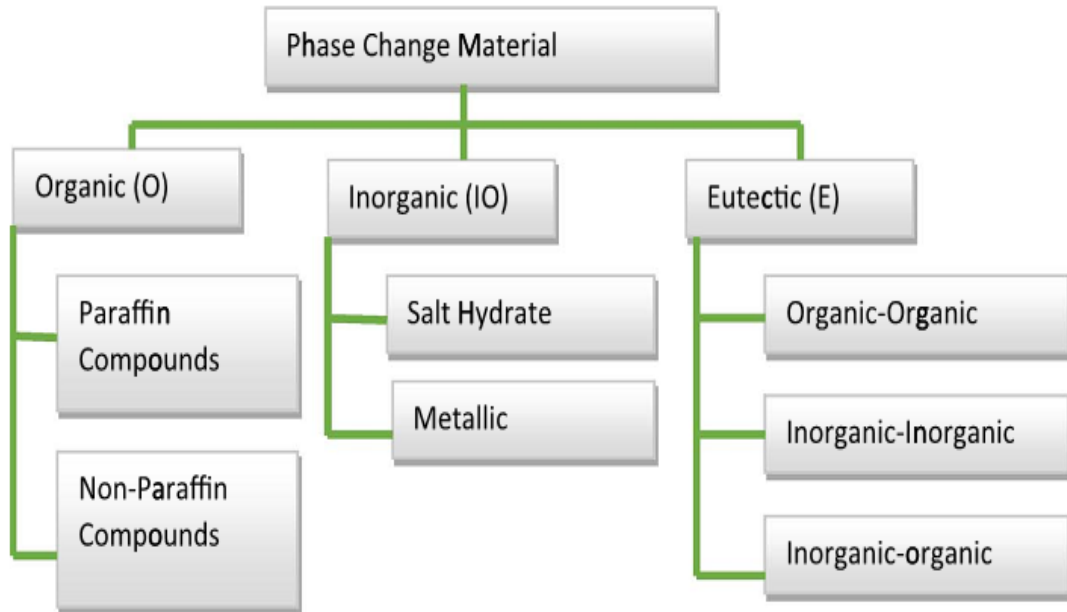 Phase Change Material
Organic (O)
Inorganic (IO)
Eutectic (E)
Paraffin
Compounds
Non-Paraffin
Compounds
Salt Hydrate
Metallic
Organic-Organic
Inorganic-Inorganic
Inorganic-organic